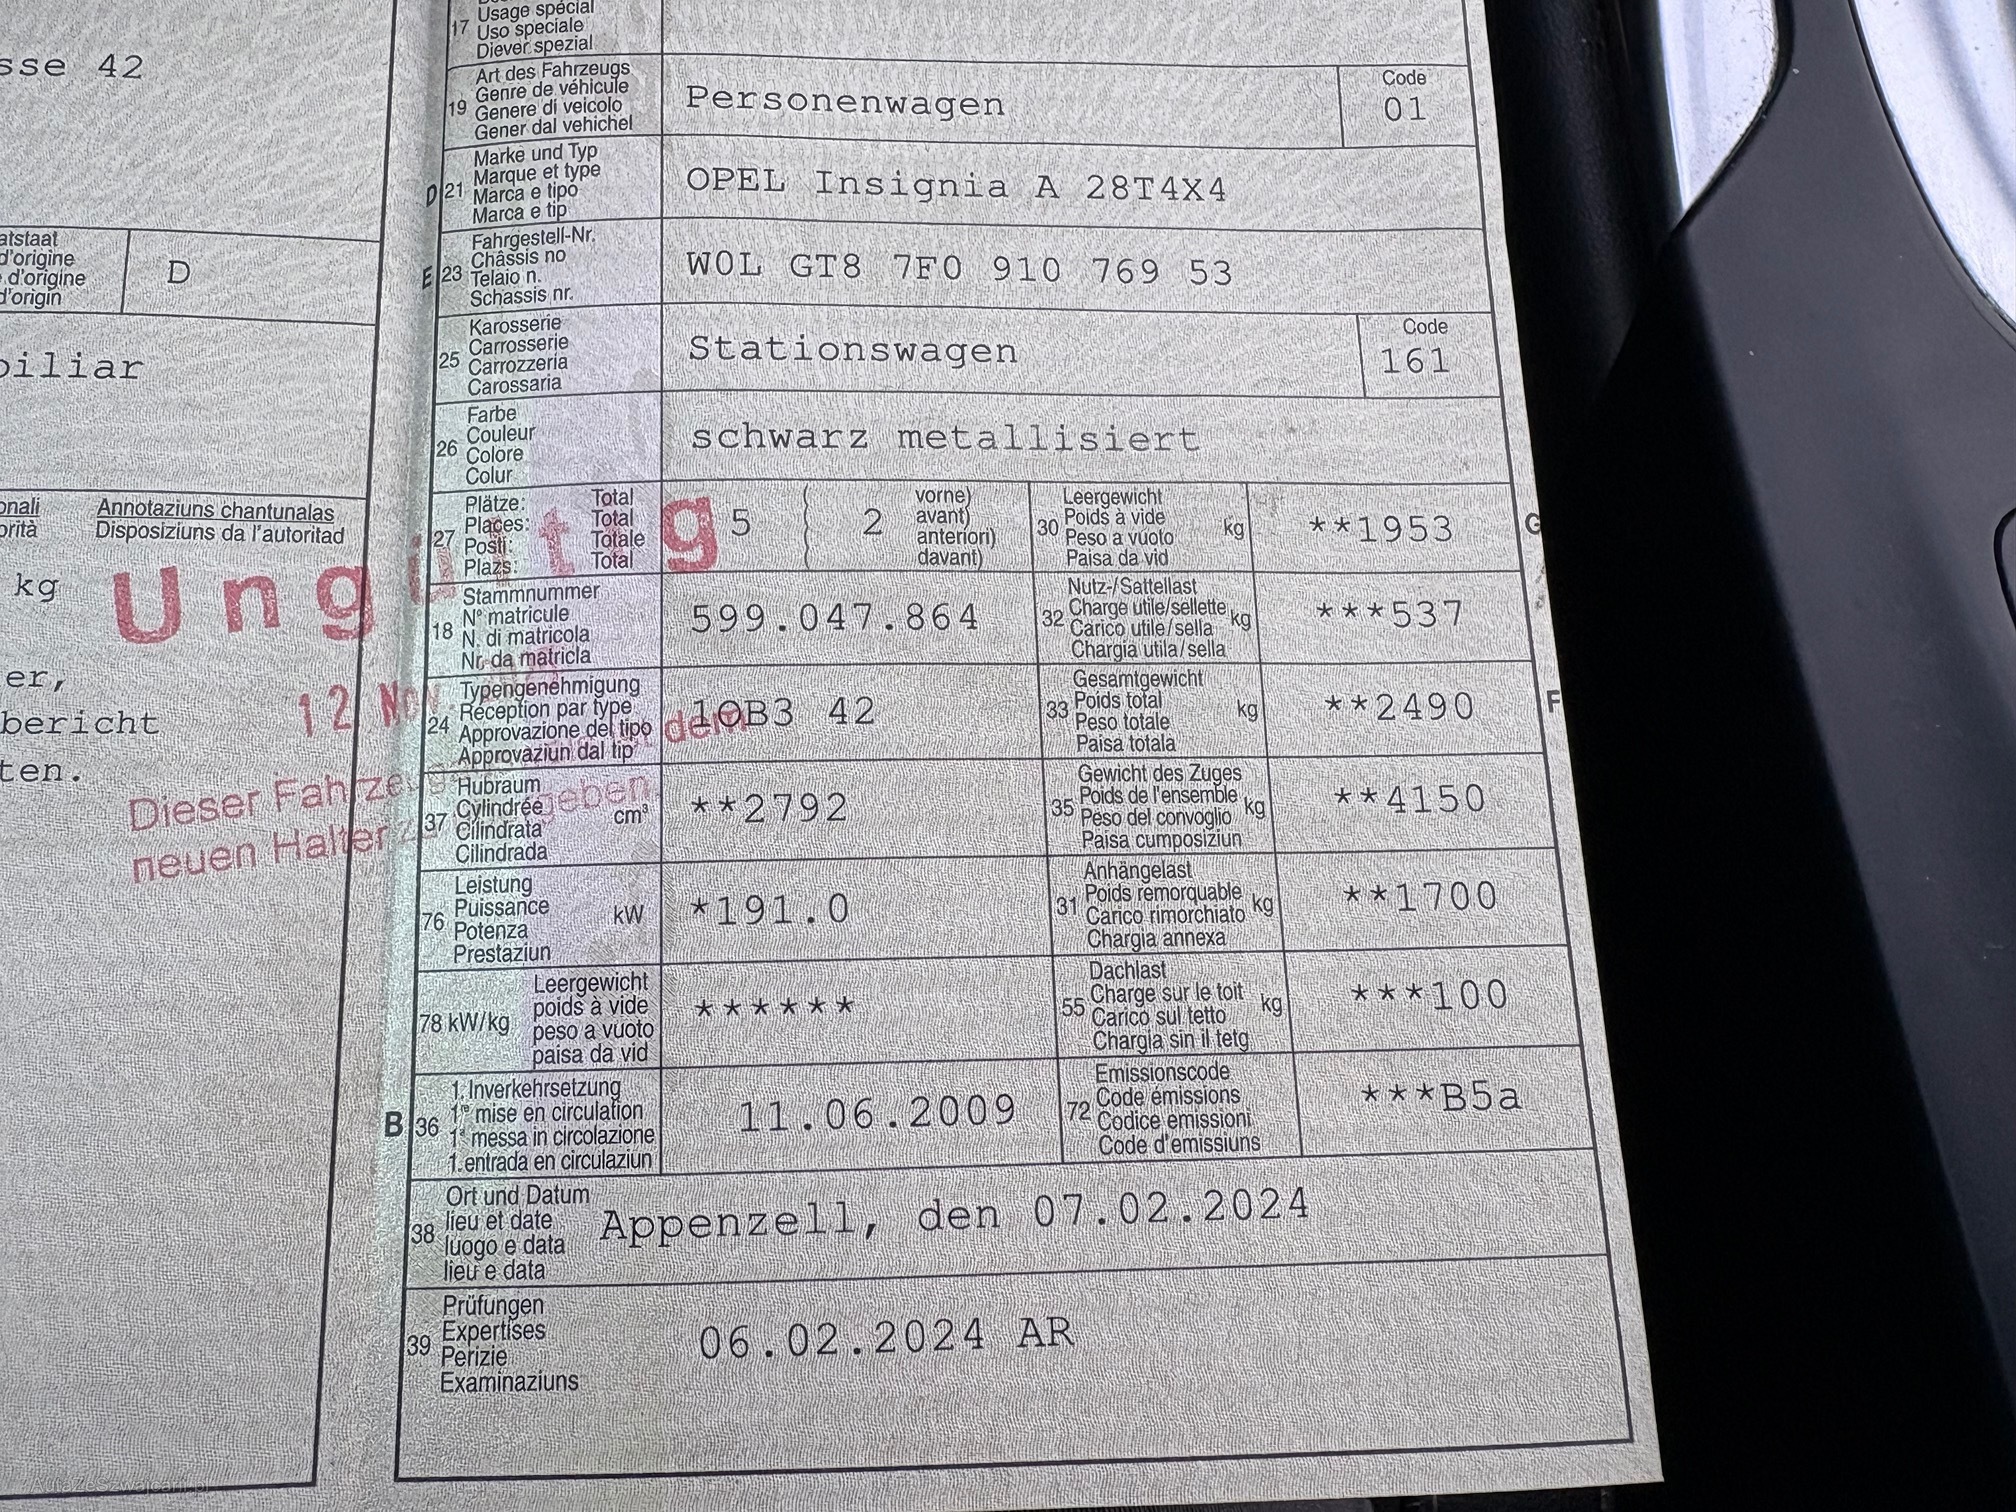 sse 42
atstaat
d'origine
d'origine
d'origin
D
biliar
onali
orità
Annotaziuns chantunalas
Disposiziuns da l'autoritad
kg
er,
bericht
ten.
Ungültig
12 Nov.
Dieser Fahrze geben dem
neuen Halter
17
Usage spécial
Uso speciale
Diever spezial
19
Art des Fahrzeugs
Genre de véhicule
Genere di veicolo
Gener dal vehichel
Personenwagen
Code
01
D
21
Marke und Typ
Marque et type
Marca e tipo
Marca e tip
OPEL Insignia A 28T4X4
E
23
Fahrgestell-Nr.
Châssis no
Telaio n.
Schassis nr.
W0L GT8 7F0 910 769 53
25
Karosserie
Carrosserie
Carrozzeria
Carossaria
Stationswagen
Code
161
26
Farbe
Couleur
Colore
Colur
schwarz metallisiert
27
Plätze: Total
Places: Total
Posti: Totale
Plazs: Total
5
2
vorne)
avant)
anteriori)
davant)
30
Leergewicht
Poids à vide
Peso a vuoto
Paisa da vid
kg
**1953
G
18
Stammnummer
N° matricule
N. di matricola
Nr. da matricla
599.047.864
32
Nutz-/Sattellast
Charge utile/sellette
Carico utile/sella
Chargia utila/sella
kg
***537
24
Typengenehmigung
Réception par type
Approvazione del tipo
Approvaziun dal tip
1OB3 42
33
Gesamtgewicht
Poids total
Peso totale
Paisa totala
kg
**2490
F
37
Hubraum
Cylindrée
Cilindrata
Cilindrada
cm³
**2792
35
Gewicht des Zuges
Poids de l'ensemble
Peso del convoglio
Paisa cumposiziun
kg
**4150
76
Leistung
Puissance
Potenza
Prestaziun
kW
*191.0
31
Anhängelast
Poids remorquable
Carico rimorchiato
Chargia annexa
kg
**1700
78 kW/kg
Leergewicht
poids à vide
peso a vuoto
paisa da vid
******
55
Dachlast
Charge sur le toit
Carico sul tetto
Chargia sin il tetg
kg
***100
B
36
1. Inverkehrsetzung
1re mise en circulation
1a messa in circolazione
1. entrada en circulaziun
11.06.2009
72
Emissionscode
Code émissions
Codice emissioni
Code d'emissiuns
***B5a
38
Ort und Datum
lieu et date
luogo e data
lieu e data
Appenzell, den 07.02.2024
39
Prüfungen
Expertises
Perizie
Examinaziuns
06.02.2024 AR